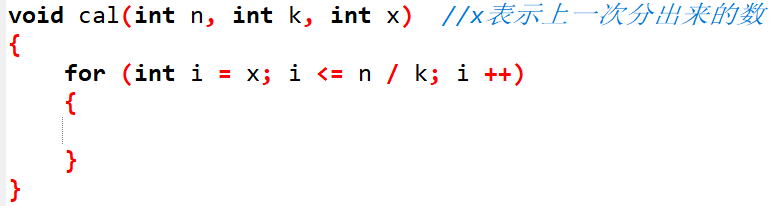 void cal(int n, int k, int x)  //x表示上一次分出来的数
{
    for (int i = x; i <= n / k; i ++)
    {

    }
}